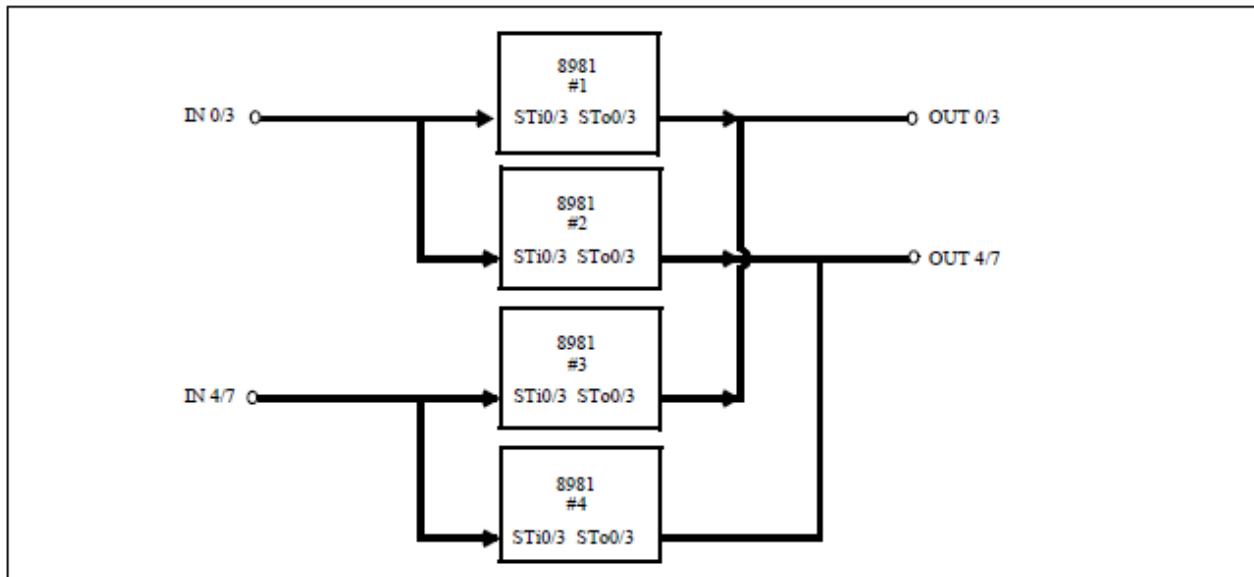 8981
#1
IN 0/3
STi0/3 STo0/3
OUT 0/3
8981
#2
STi0/3 STo0/3
OUT 4/7
8981
#3
IN 4/7
STi0/3 STo0/3
8981
#4
STi0/3 STo0/3